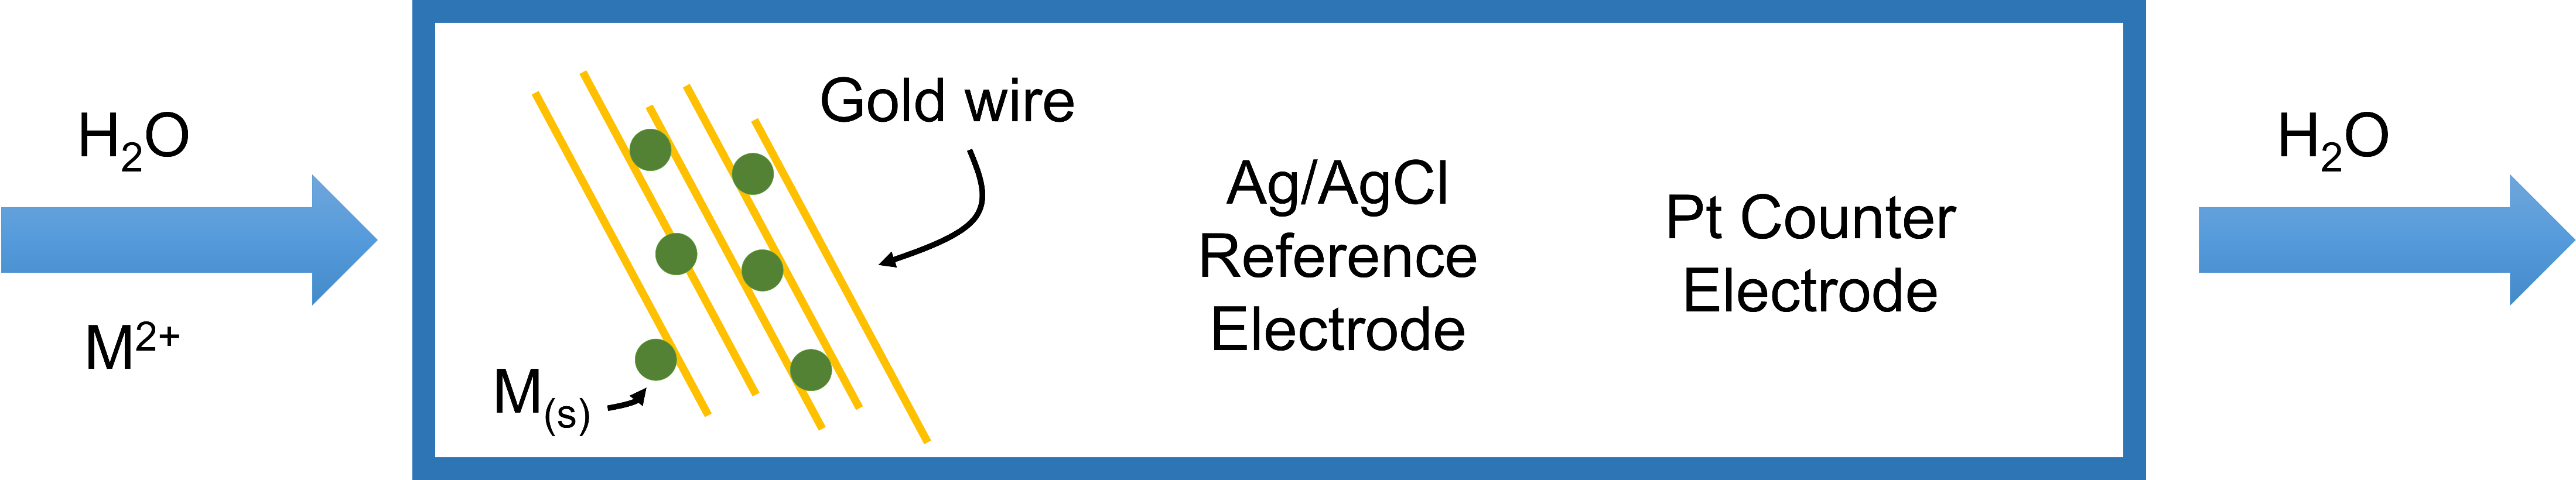 H₂O
M²⁺
Gold wire
M₍ₛ₎
Ag/AgCl
Reference
Electrode
Pt Counter
Electrode
H₂O